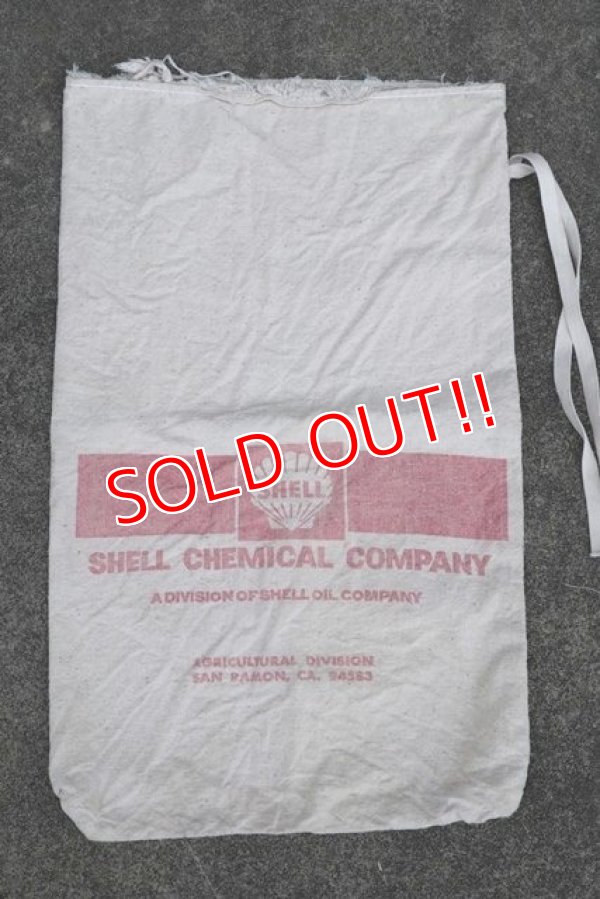 SOLD OUT!!
SHELL
SHELL CHEMICAL COMPANY
A DIVISION OF SHELL OIL COMPANY
AGRICULTURAL DIVISION
SAN RAMON, CA. 94583